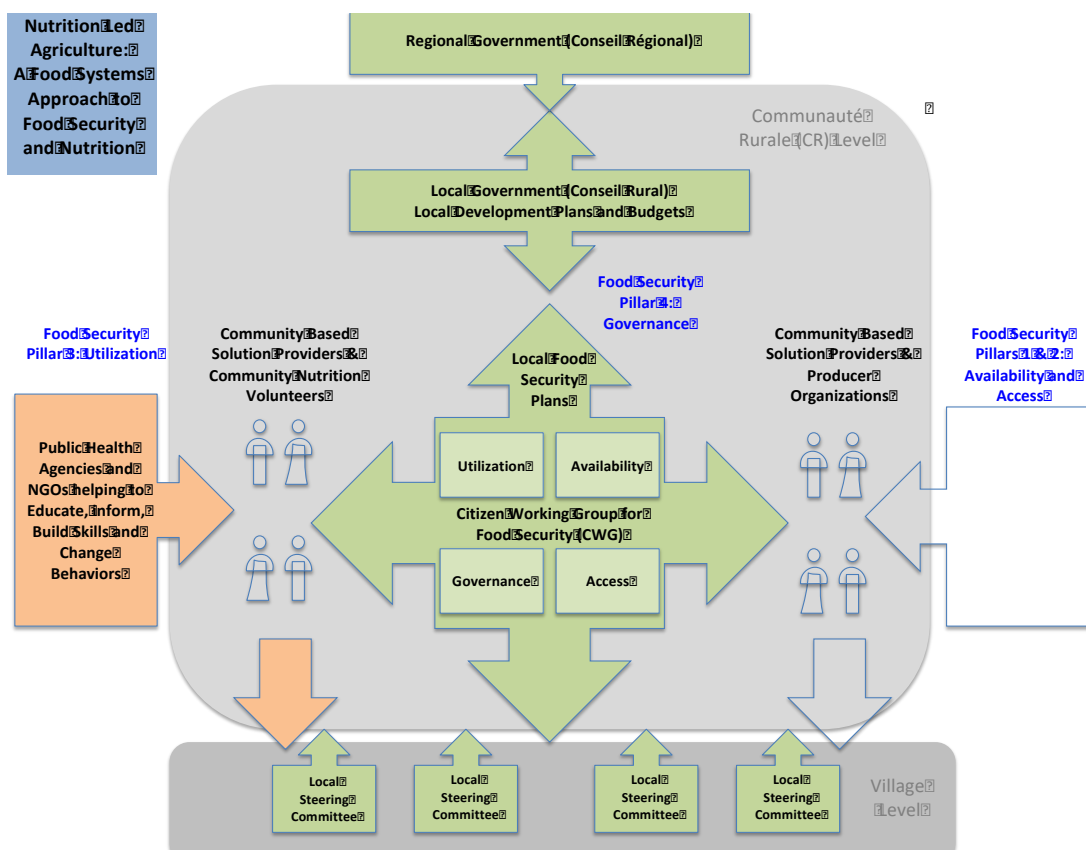 Nutrition Led
Agriculture:
A Food Systems
Approach to
Food Security
and Nutrition
Regional Government (Conseil Régional)
Communauté
Rurale (CR) Level
Local Government (Conseil Rural)
Local Development Plans and Budgets
Food Security
Pillar 4:
Governance
Food Security
Pillar 3: Utilization
Community Based
Solution Providers &
Community Nutrition
Volunteers
Local Food
Security
Plans
Community Based
Solution Providers &
Producer
Organizations
Food Security
Pillars 1 & 2:
Availability and
Access
Public Health
Agencies and
NGOs helping to
Educate, inform,
Build Skills and
Change
Behaviors
Utilization
Availability
Citizen Working Group for
Food Security (CWG)
Governance
Access
Local
Steering
Committee
Local
Steering
Committee
Local
Steering
Committee
Local
Steering
Committee
Village
Level